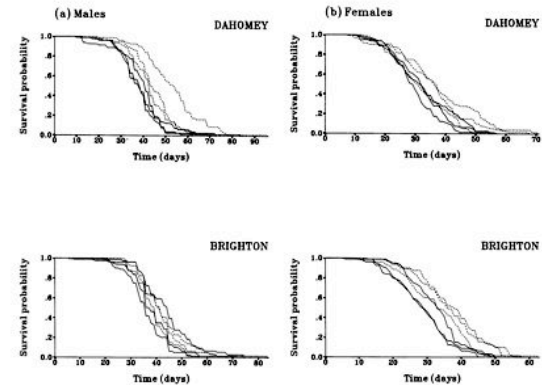 (a) Males
DAHOMEY
Survival probability
1.0
.8
.6
.4
.2
0.0
0 10 20 30 40 50 60 70 80 90
Time (days)
(b) Females
DAHOMEY
Survival probability
1.0
.8
.6
.4
.2
0.0
0 10 20 30 40 50 60 70
Time (days)
BRIGHTON
Survival probability
1.0
.8
.6
.4
.2
0.0
0 20 40 60 80
Time (days)
BRIGHTON
Survival probability
1.0
.8
.6
.4
.2
0.0
0 10 20 30 40 50 60 70 80
Time (days)